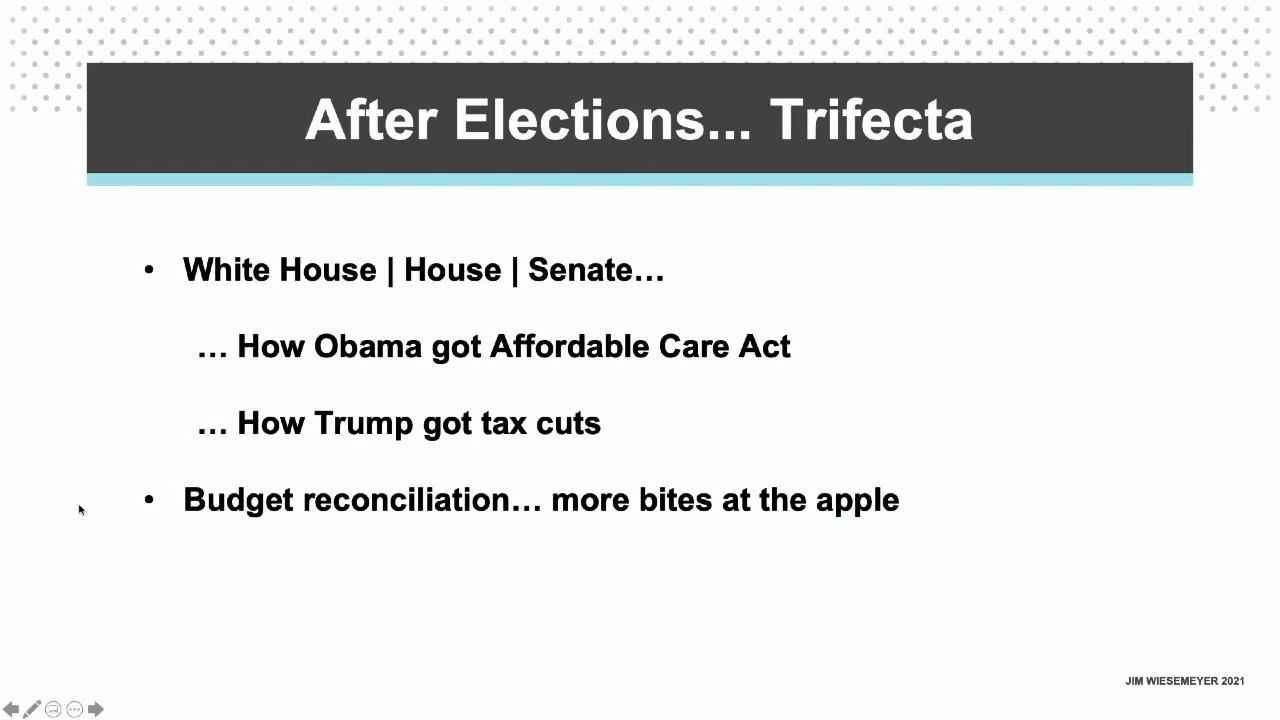 After Elections... Trifecta
• White House | House | Senate…
… How Obama got Affordable Care Act
… How Trump got tax cuts
• Budget reconciliation… more bites at the apple
JIM WIESEMEYER 2021